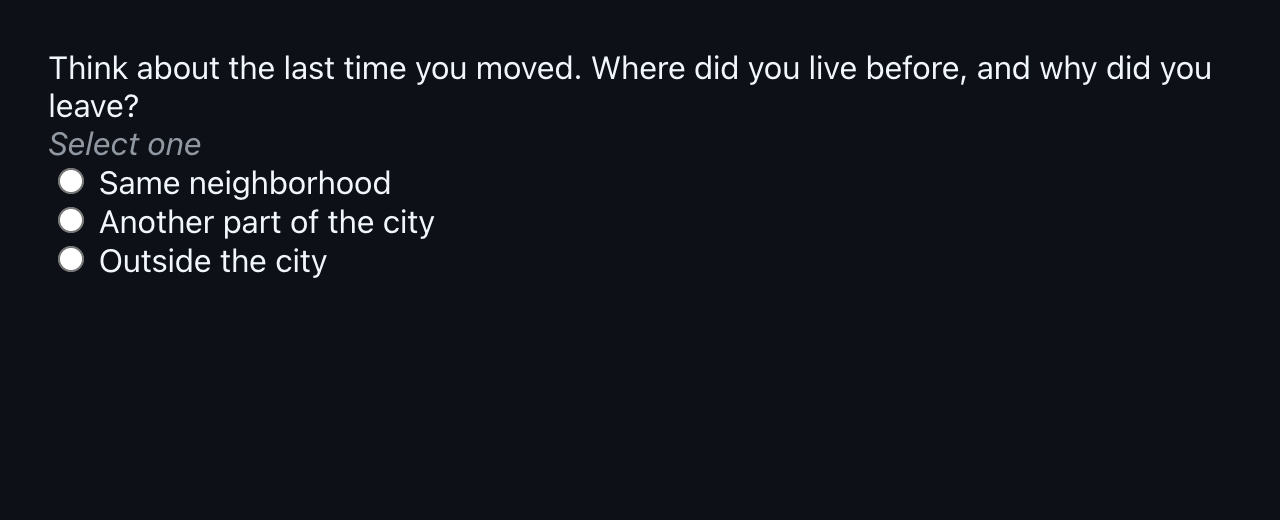 Think about the last time you moved. Where did you live before, and why did you
leave?
Select one
Same neighborhood
Another part of the city
Outside the city